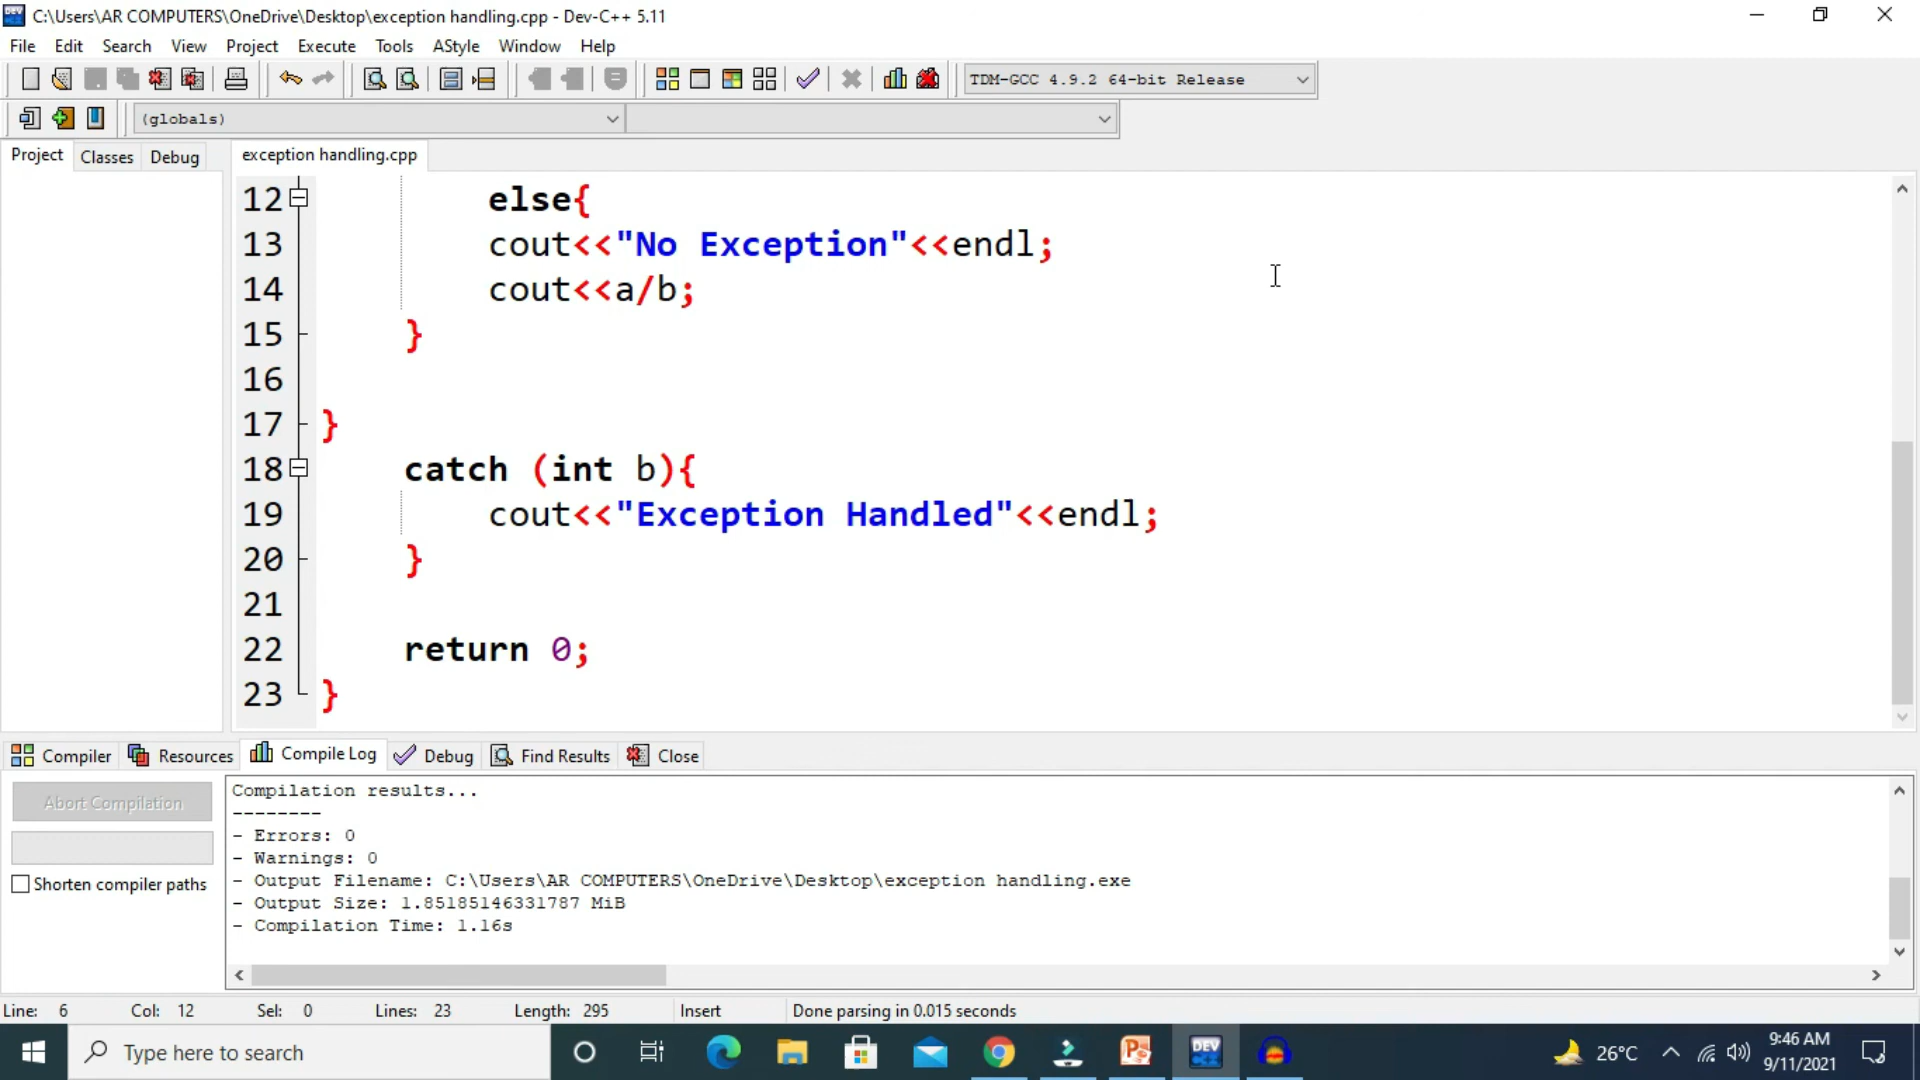 C:\Users\AR COMPUTERS\OneDrive\Desktop\exception handling.cpp - Dev-C++ 5.11
File Edit Search View Project Execute Tools AStyle Window Help
TDM-GCC 4.9.2 64-bit Release
(globals)
Project Classes Debug exception handling.cpp
12 else{
13 cout<<"No Exception"<<endl;
14 cout<<a/b;
15 }
16
17 }
18 catch (int b){
19 cout<<"Exception Handled"<<endl;
20 }
21
22 return 0;
23 }
Compiler Resources Compile Log Debug Find Results Close
Abort Compilation
Shorten compiler paths
Compilation results...
--------
- Errors: 0
- Warnings: 0
- Output Filename: C:\Users\AR COMPUTERS\OneDrive\Desktop\exception handling.exe
- Output Size: 1.85185146331787 MiB
- Compilation Time: 1.16s
Line: 6 Col: 12 Sel: 0 Lines: 23 Length: 295 Insert Done parsing in 0.015 seconds
Type here to search
DEV
26°C
9:46 AM
9/11/2021